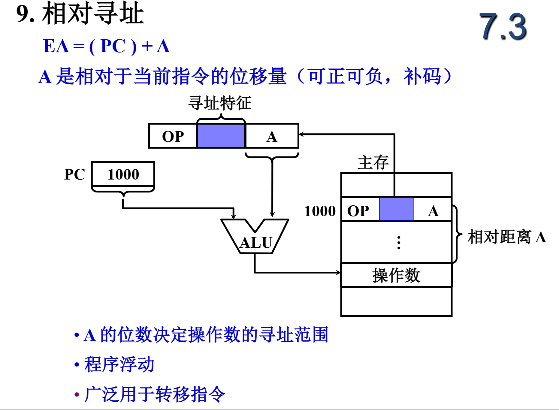 9. 相对寻址
7.3
EA = ( PC ) + A
A 是相对于当前指令的位移量（可正可负，补码）
寻址特征
OP A
主存
PC 1000
1000 OP A
ALU
⋮
相对距离 A
操作数
• A 的位数决定操作数的寻址范围
• 程序浮动
• 广泛用于转移指令